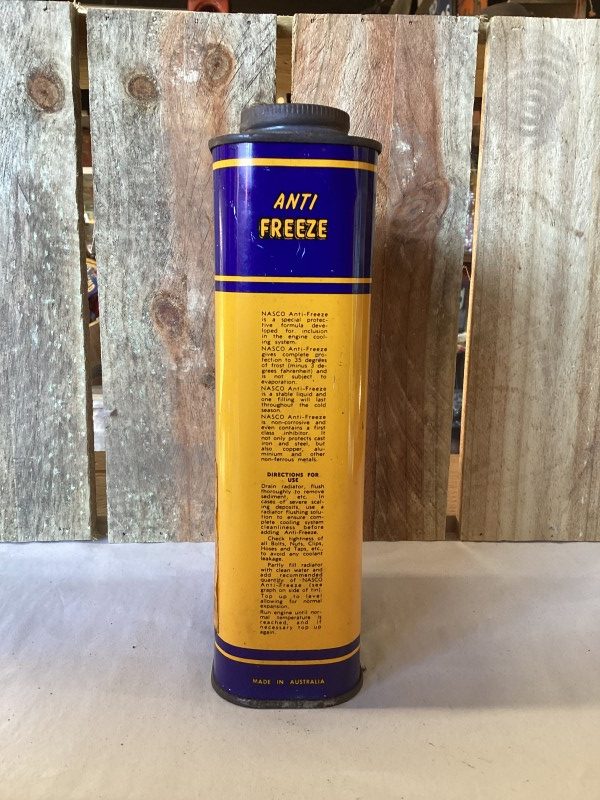 ANTI
FREEZE
NASCO Anti-Freeze
is a special protec-
tive formula deve-
loped for inclusion
in the engine cool-
ing system.
NASCO Anti-Freeze
gives complete pro-
tection to 35 degrees
of frost (minus 3 de-
grees fahrenheit) and
is not subject to
evaporation.
NASCO Anti-Freeze
is a stable liquid and
one filling will last
throughout the cold
season.
NASCO Anti-Freeze
is non-corrosive and
even contains a first
class inhibitor. It
not only protects cast
iron and steel, but
also copper, alu-
minium and other
non-ferrous metals.
DIRECTIONS FOR
USE
Drain radiator, flush
thoroughly to remove
sediment, etc. In
cases of severe scal-
ing deposits, use a
radiator flushing solu-
tion to ensure com-
plete cooling system
cleanliness before
adding Anti-Freeze.
Check tightness of
all Bolts, Nuts, Clips,
Hoses and Taps, etc.,
to avoid any coolant
leakage.
Partly fill radiator
with clean water and
add recommended
quantity of NASCO
Anti-Freeze (see
graph on side of tin).
Top up to level
allowing for normal
expansion.
Run engine until nor-
mal temperature is
reached, and if
necessary top up
again.
MADE IN AUSTRALIA